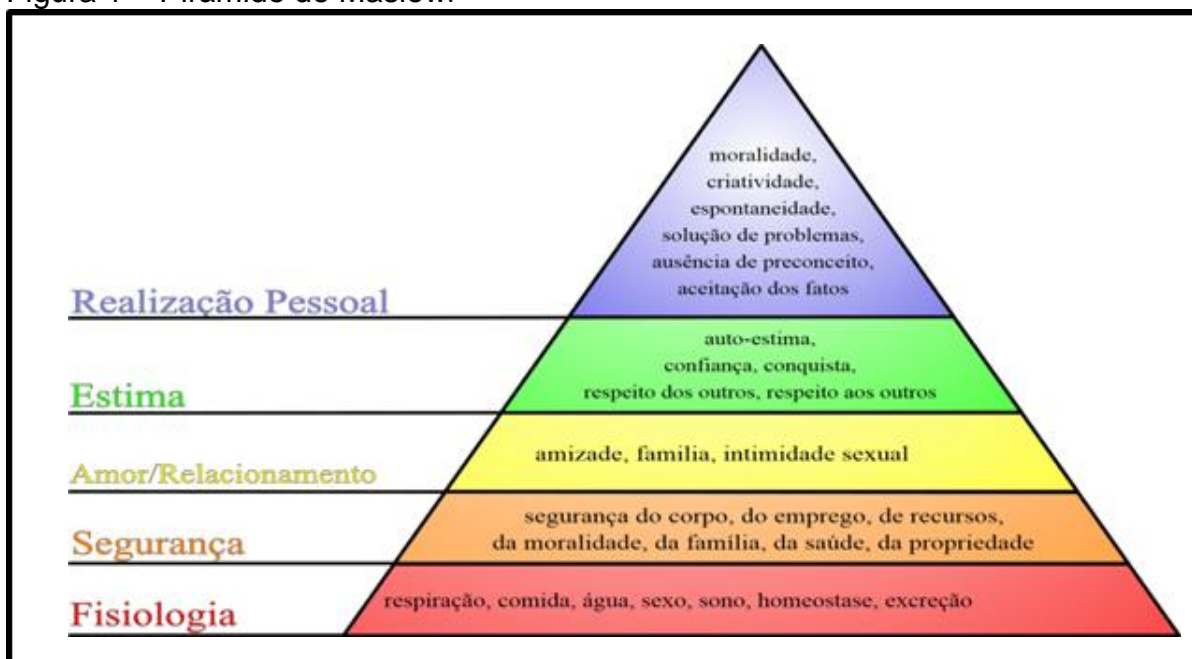 moralidade,
criatividade,
espontaneidade,
solução de problemas,
ausência de preconceito,
aceitação dos fatos
Realização Pessoal
auto-estima,
confiança, conquista,
respeito dos outros, respeito aos outros
Estima
amizade, família, intimidade sexual
Amor/Relacionamento
segurança do corpo, do emprego, de recursos,
da moralidade, da família, da saúde, da propriedade
Segurança
respiração, comida, água, sexo, sono, homeostase, excreção
Fisiologia